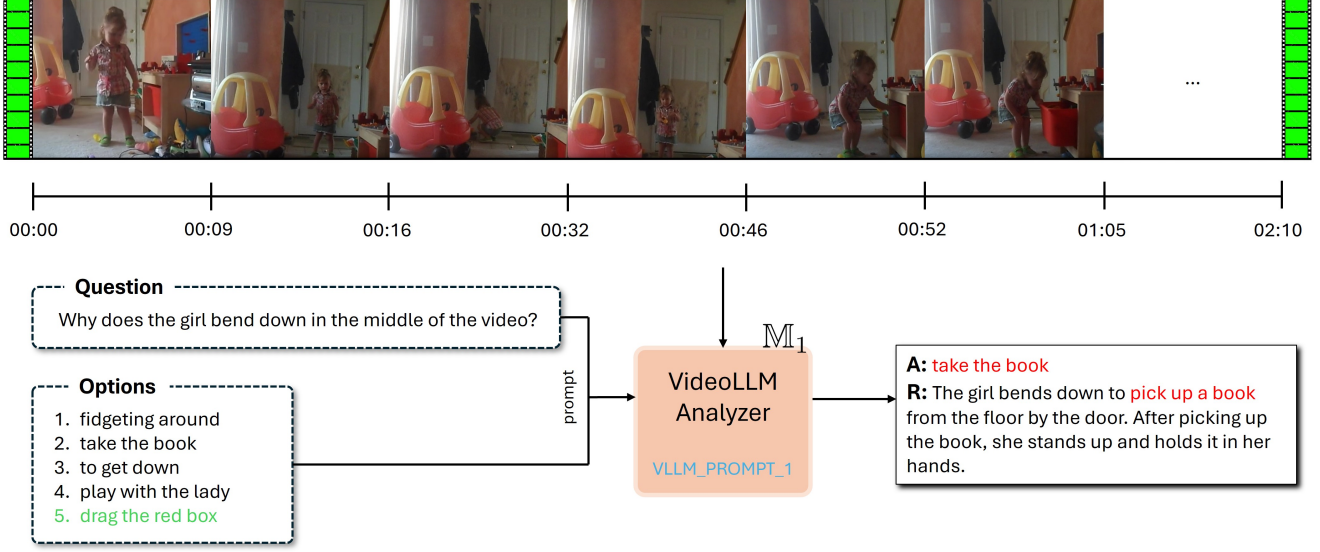 ...
00:00 00:09 00:16 00:32 00:46 00:52 01:05 02:10
Question
Why does the girl bend down in the middle of the video?
Options
1. fidgeting around
2. take the book
3. to get down
4. play with the lady
5. drag the red box
prompt
𝕄1
VideoLLM
Analyzer
VLLM_PROMPT_1
A: take the book
R: The girl bends down to pick up a book
from the floor by the door. After picking up
the book, she stands up and holds it in her
hands.